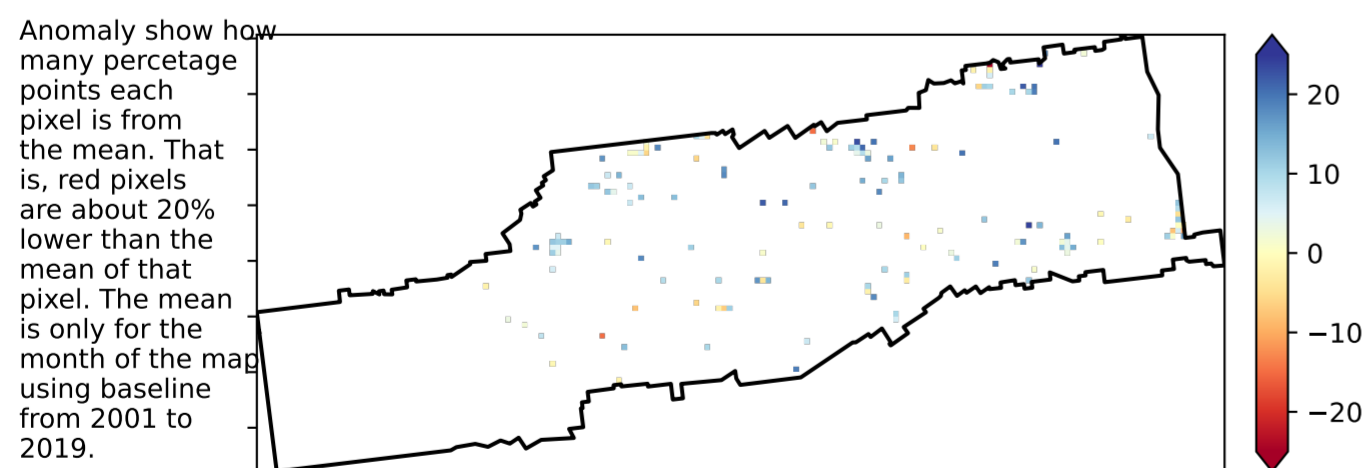 Anomaly show how
many percetage
points each
pixel is from
the mean. That
is, red pixels
are about 20%
lower than the
mean of that
pixel. The mean
is only for the
month of the map
using baseline
from 2001 to
2019.
20
10
0
−10
−20